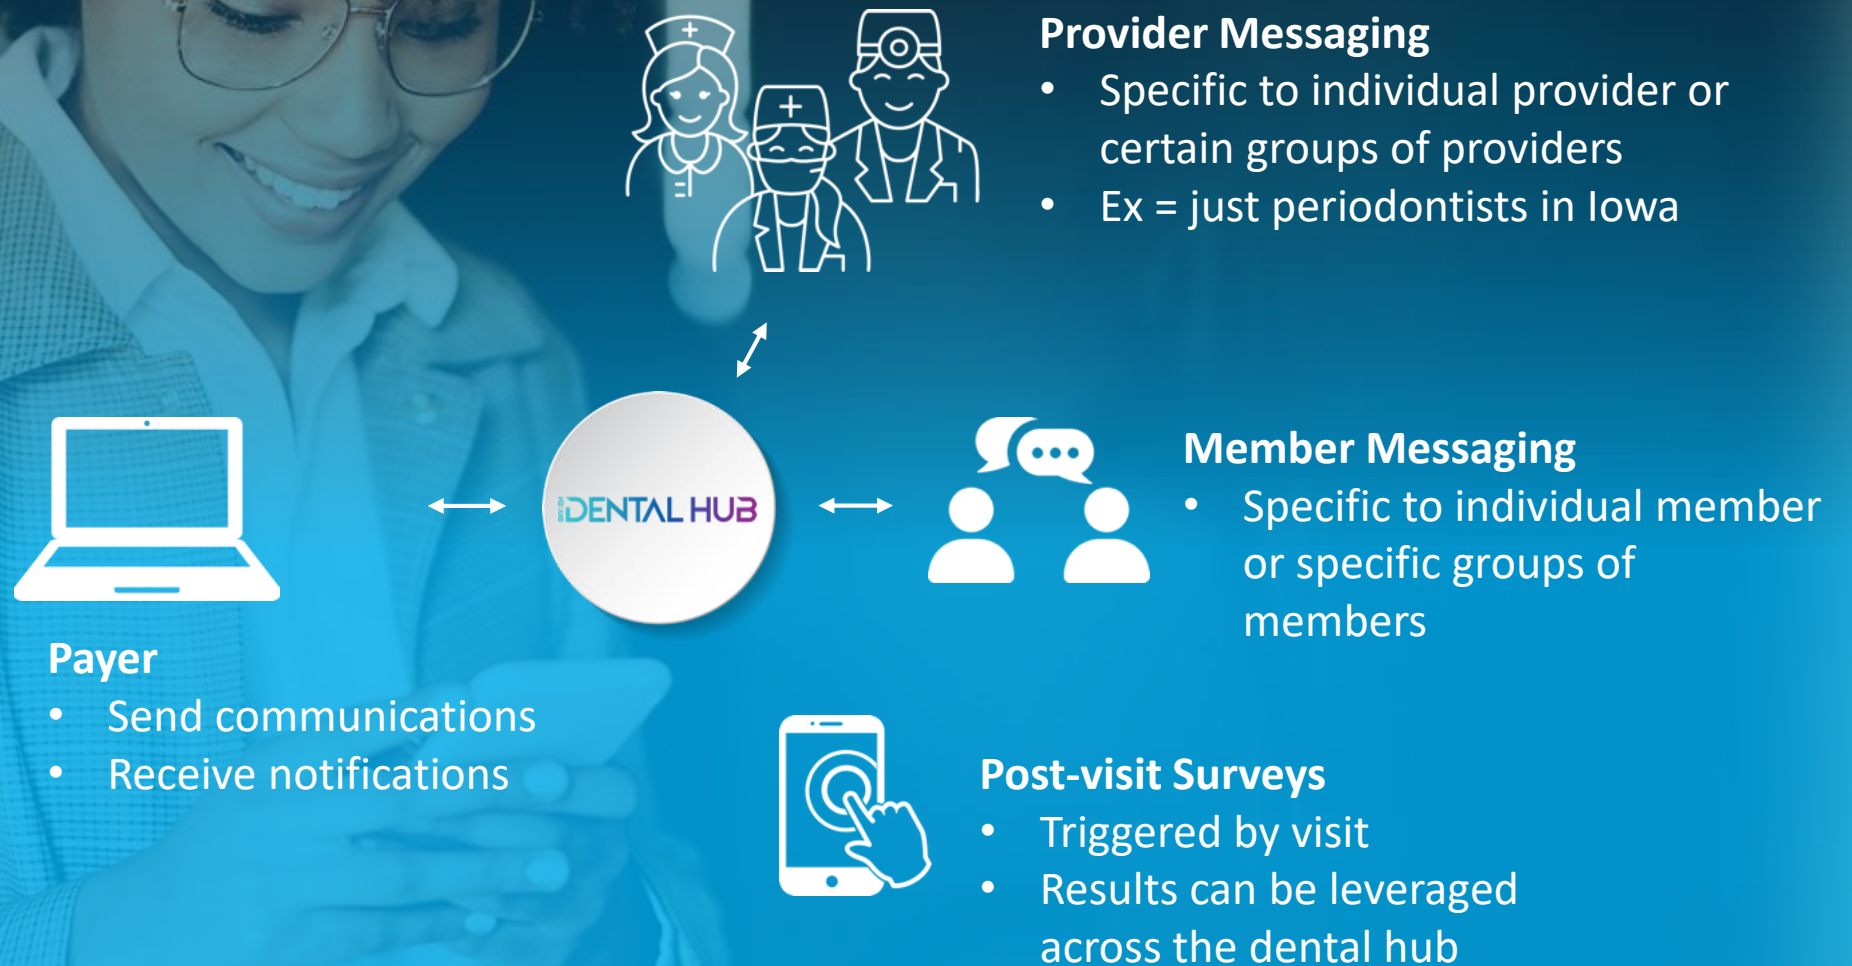 Provider Messaging
• Specific to individual provider or
certain groups of providers
• Ex = just periodontists in Iowa
DENTAL HUB
Member Messaging
• Specific to individual member
or specific groups of
members
Payer
• Send communications
• Receive notifications
Post-visit Surveys
• Triggered by visit
• Results can be leveraged
across the dental hub